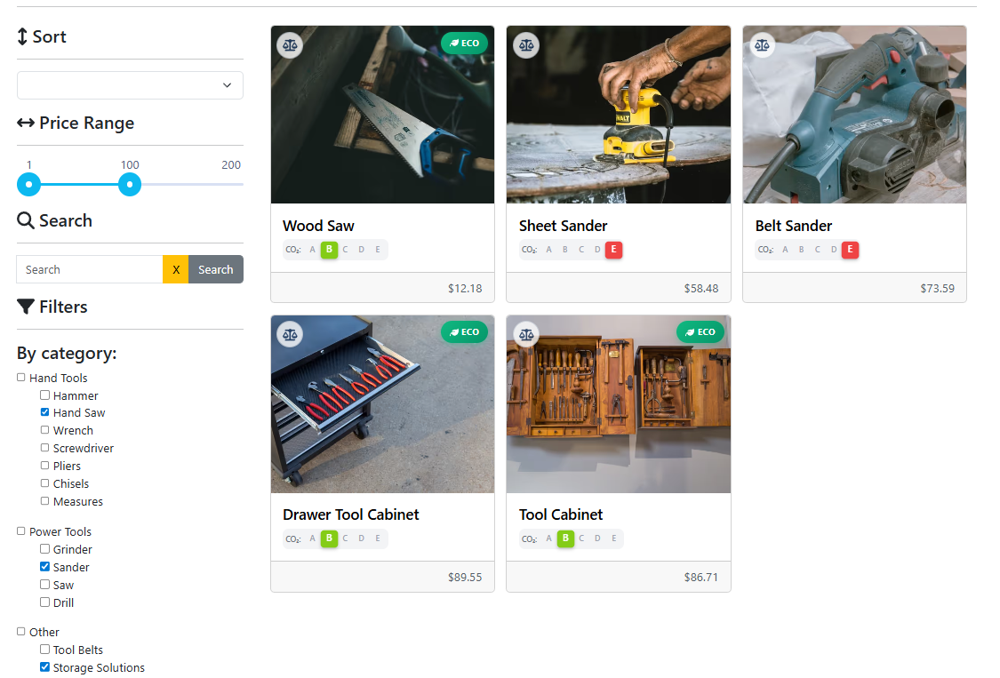 Sort
Price Range
1 100 200
Search
Search X Search
Filters
By category:
Hand Tools
Hammer
Hand Saw
Wrench
Screwdriver
Pliers
Chisels
Measures
Power Tools
Grinder
Sander
Saw
Drill
Other
Tool Belts
Storage Solutions
ECO
Wood Saw
CO₂: A B C D E
$12.18
DEWALT
Sheet Sander
CO₂: A B C D E
$58.48
Belt Sander
CO₂: A B C D E
$73.59
ECO
Drawer Tool Cabinet
CO₂: A B C D E
$89.55
ECO
Tool Cabinet
CO₂: A B C D E
$86.71